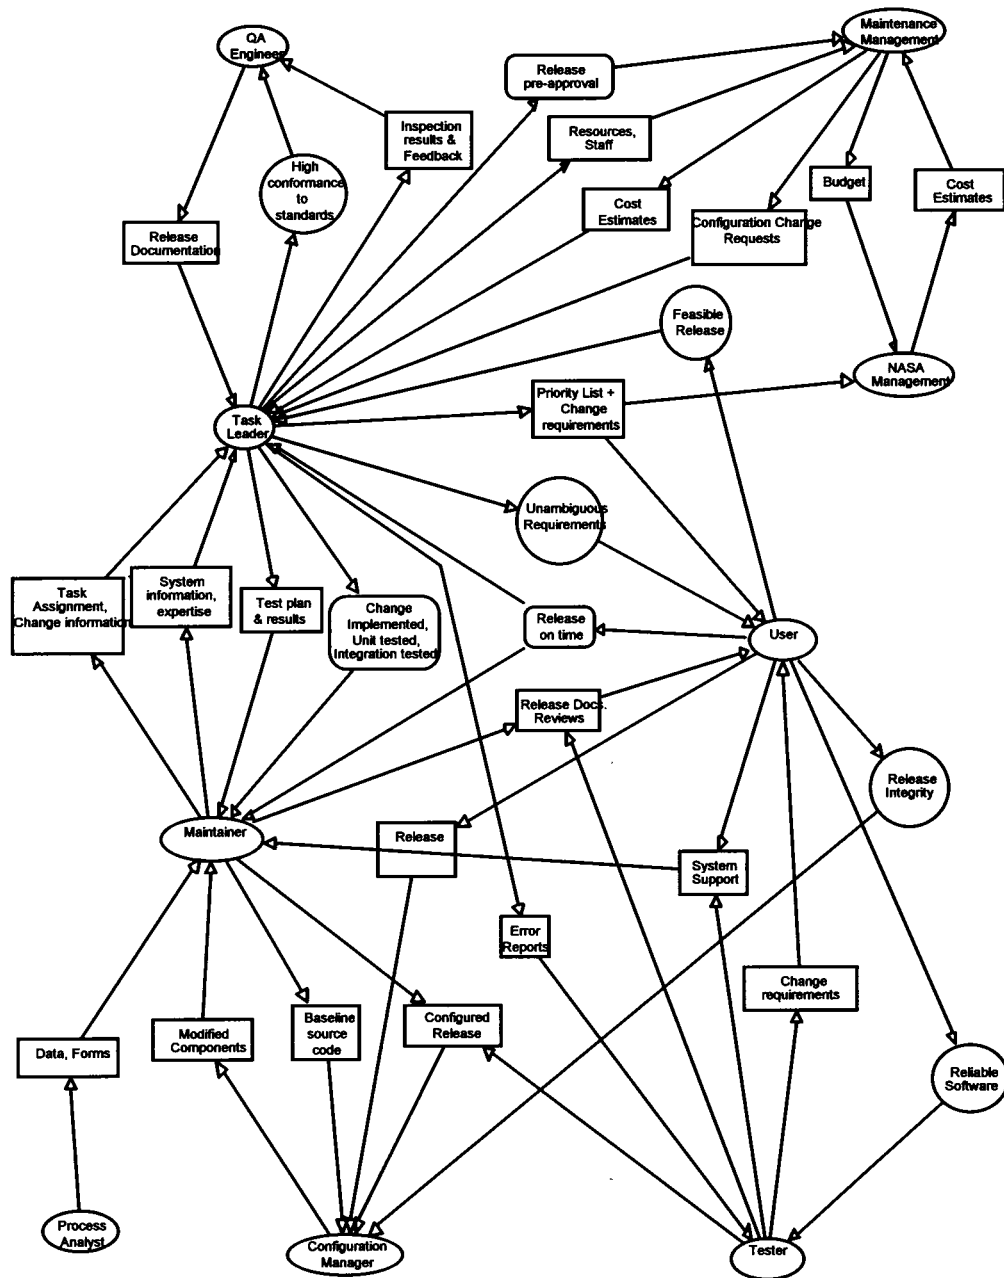 QA
Engineer
Maintenance
Management
Release
pre-approval
Inspection
results &
Feedback
Resources,
Staff
High
conformance
to
standards
Budget
Cost
Estimates
Cost
Estimates
Configuration Change
Requests
Release
Documentation
Feasible
Release
NASA
Management
Priority List +
Change
requirements
Task
Leader
Unambiguous
Requirements
Task
Assignment,
Change information
System
information,
expertise
Test plan
& results
Change
Implemented,
Unit tested,
Integration tested
Release
on time
User
Release Docs.
Reviews
Release
Integrity
Maintainer
Release
System
Support
Error
Reports
Change
requirements
Data, Forms
Modified
Components
Baseline
source
code
Configured
Release
Reliable
Software
Process
Analyst
Configuration
Manager
Tester